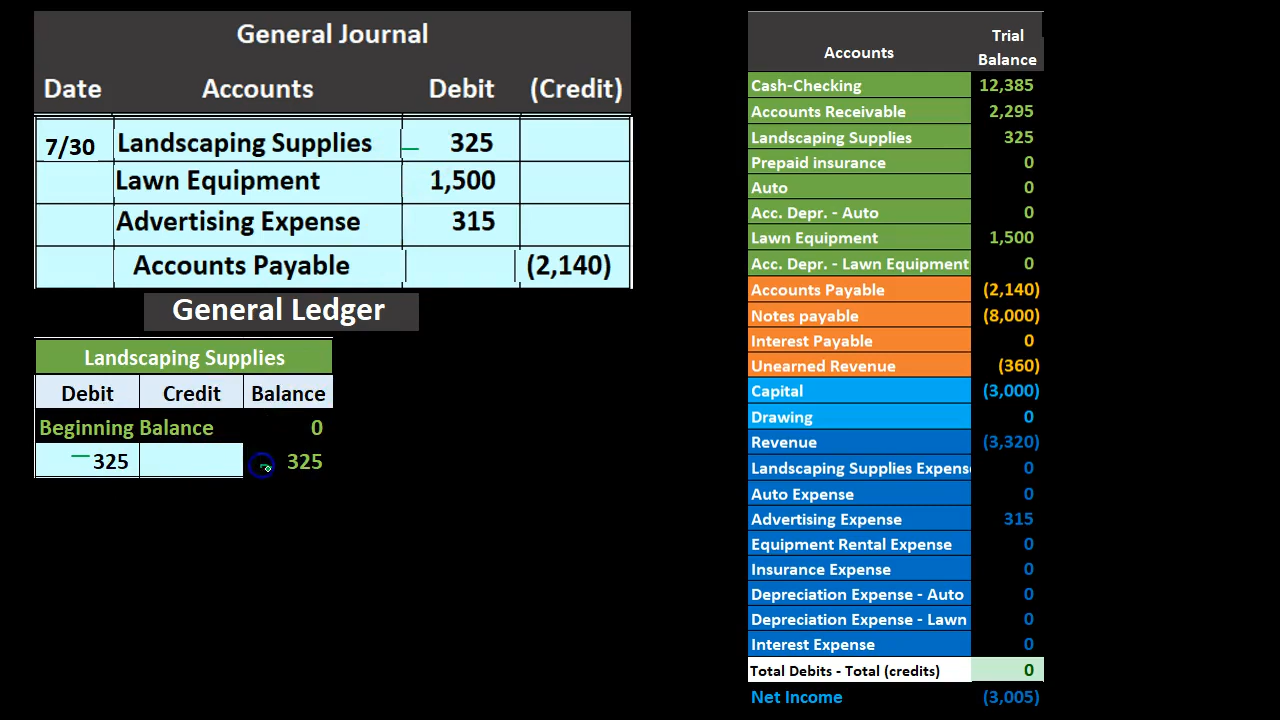 General Journal
Date Accounts Debit (Credit)
7/30 Landscaping Supplies 325
Lawn Equipment 1,500
Advertising Expense 315
Accounts Payable (2,140)
General Ledger
Landscaping Supplies
Debit Credit Balance
Beginning Balance 0
325 325
Accounts Trial Balance
Cash-Checking 12,385
Accounts Receivable 2,295
Landscaping Supplies 325
Prepaid insurance 0
Auto 0
Acc. Depr. - Auto 0
Lawn Equipment 1,500
Acc. Depr. - Lawn Equipment 0
Accounts Payable (2,140)
Notes payable (8,000)
Interest Payable 0
Unearned Revenue (360)
Capital (3,000)
Drawing 0
Revenue (3,320)
Landscaping Supplies Expens 0
Auto Expense 0
Advertising Expense 315
Equipment Rental Expense 0
Insurance Expense 0
Depreciation Expense - Auto 0
Depreciation Expense - Lawn 0
Interest Expense 0
Total Debits - Total (credits) 0
Net Income (3,005)